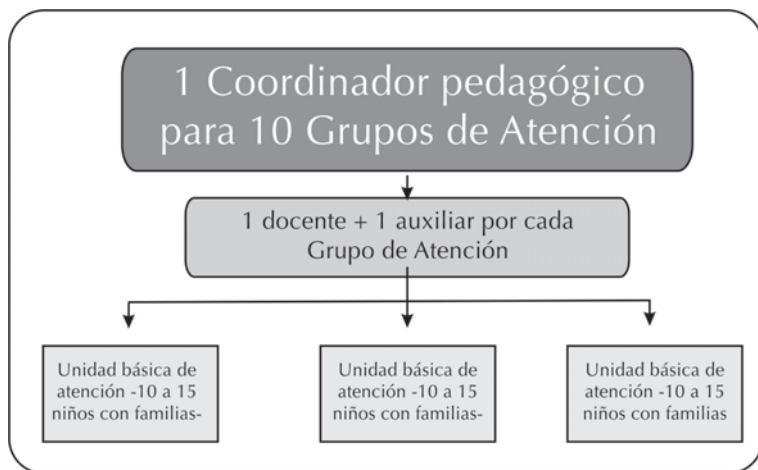 1 Coordinador pedagógico
para 10 Grupos de Atención
1 docente + 1 auxiliar por cada
Grupo de Atención
Unidad básica de
atención -10 a 15
niños con familias-
Unidad básica de
atención -10 a 15
niños con familias-
Unidad básica de
atención -10 a 15
niños con familias